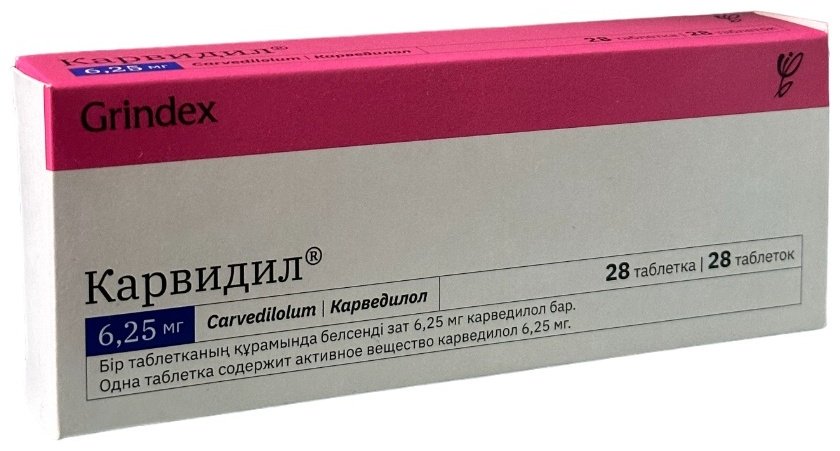 Карвидил®
6,25 мг Carvedilolum | Карведилол 28 таблетка | 28 таблеток
Grindex
Карвидил®
28 таблетка | 28 таблеток
6,25 мг Carvedilolum | Карведилол
Бір таблетканың құрамында белсенді зат 6,25 мг карведилол бар.
Одна таблетка содержит активное вещество карведилол 6,25 мг.